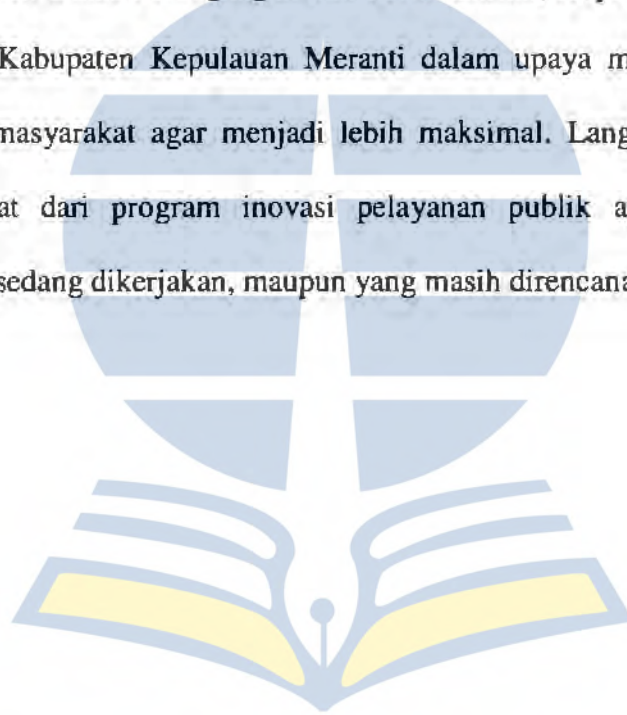 Kabupaten Kepulauan Meranti dalam upaya m
masyarakat agar menjadi lebih maksimal. Lang
at dari program inovasi pelayanan publik a
sedang dikerjakan, maupun yang masih direncana